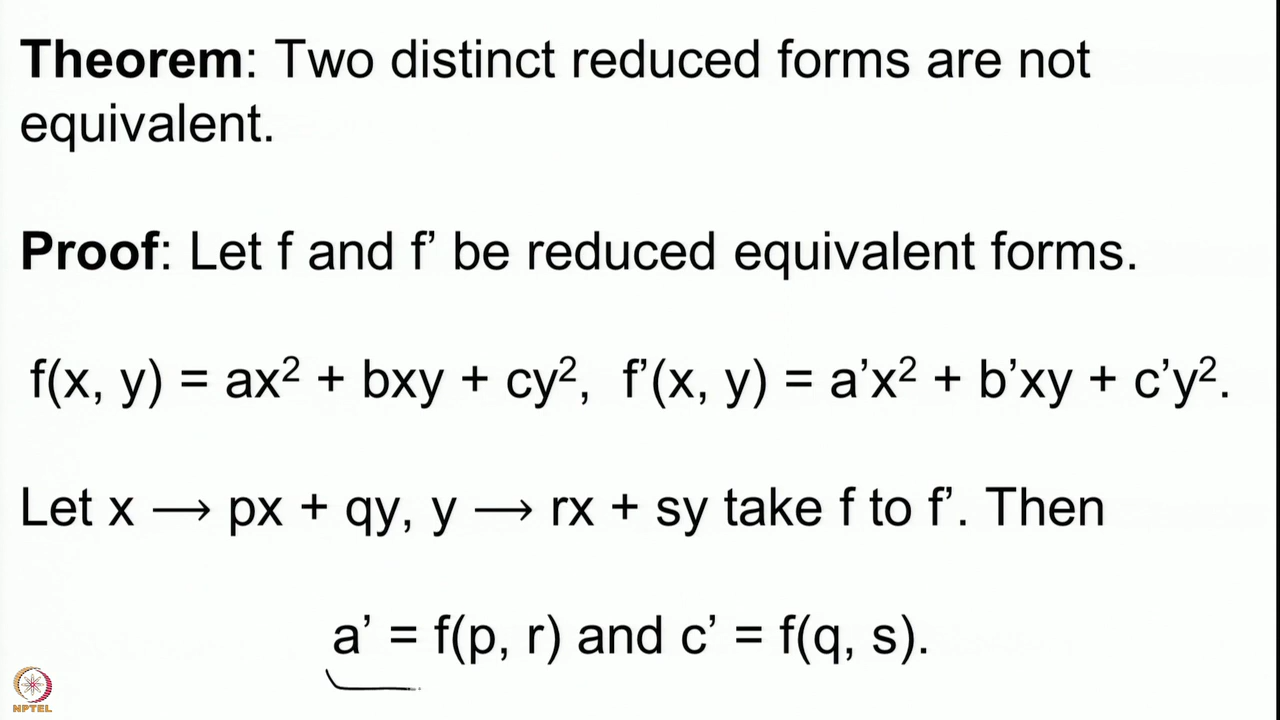 Theorem: Two distinct reduced forms are not
equivalent.
Proof: Let f and f’ be reduced equivalent forms.
f(x, y) = ax² + bxy + cy², f’(x, y) = a’x² + b’xy + c’y².
Let x ⟶ px + qy, y ⟶ rx + sy take f to f’. Then
a’ = f(p, r) and c’ = f(q, s).
NPTEL